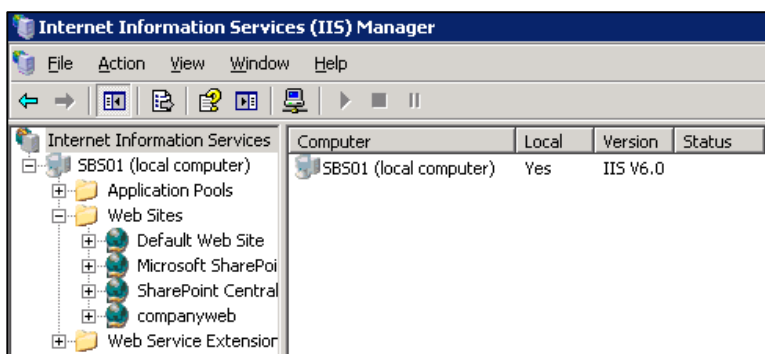 Internet Information Services (IIS) Manager
File Action View Window Help
Internet Information Services
SBS01 (local computer)
Application Pools
Web Sites
Default Web Site
Microsoft SharePoi
SharePoint Central
companyweb
Web Service Extension
Computer Local Version Status
SBS01 (local computer) Yes IIS V6.0